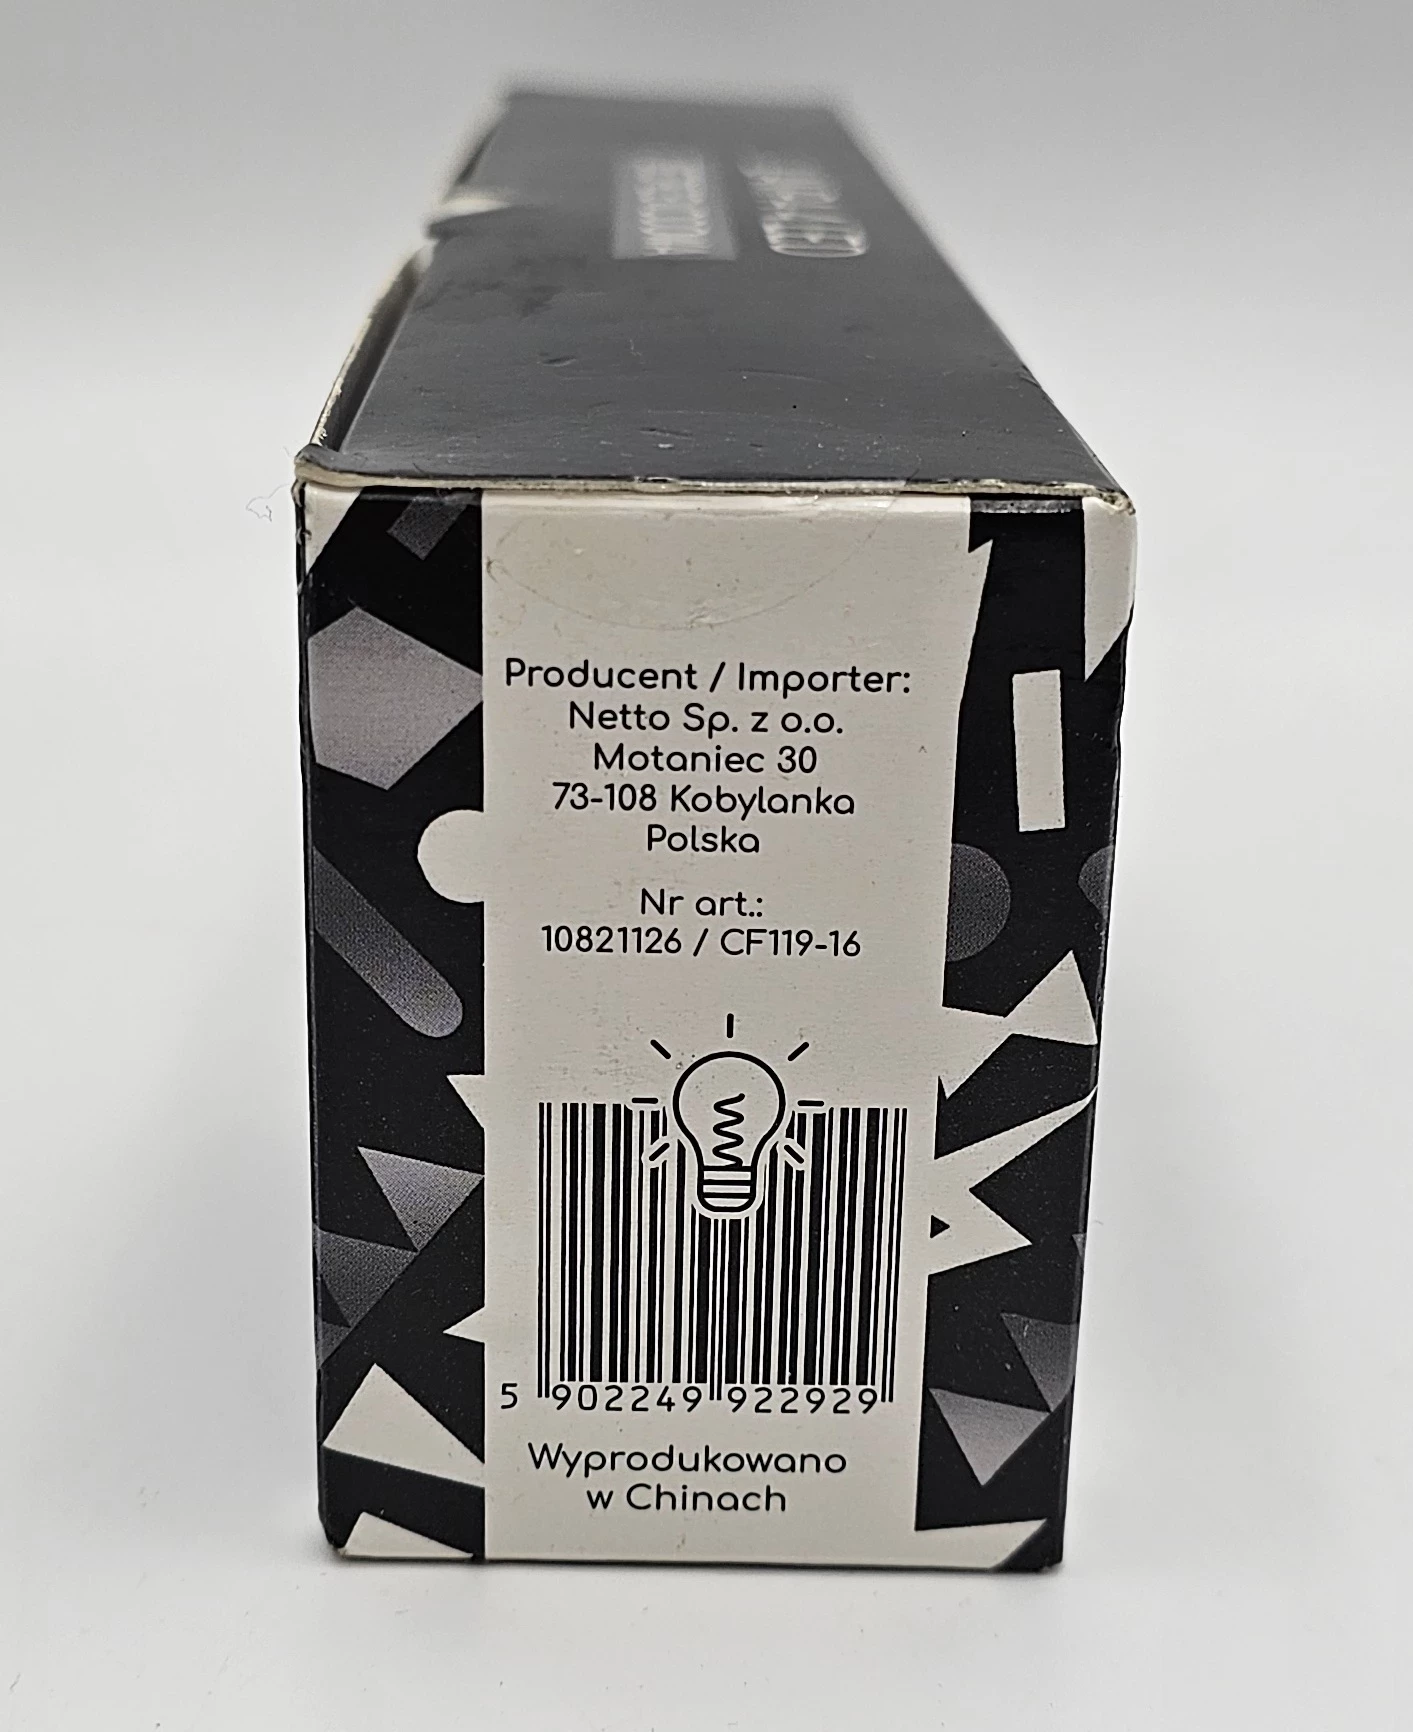 Producent / Importer:
Netto Sp. z o.o.
Motaniec 30
73-108 Kobylanka
Polska
Nr art.:
10821126 / CF119-16
5 902249 922929
Wyprodukowano
w Chinach